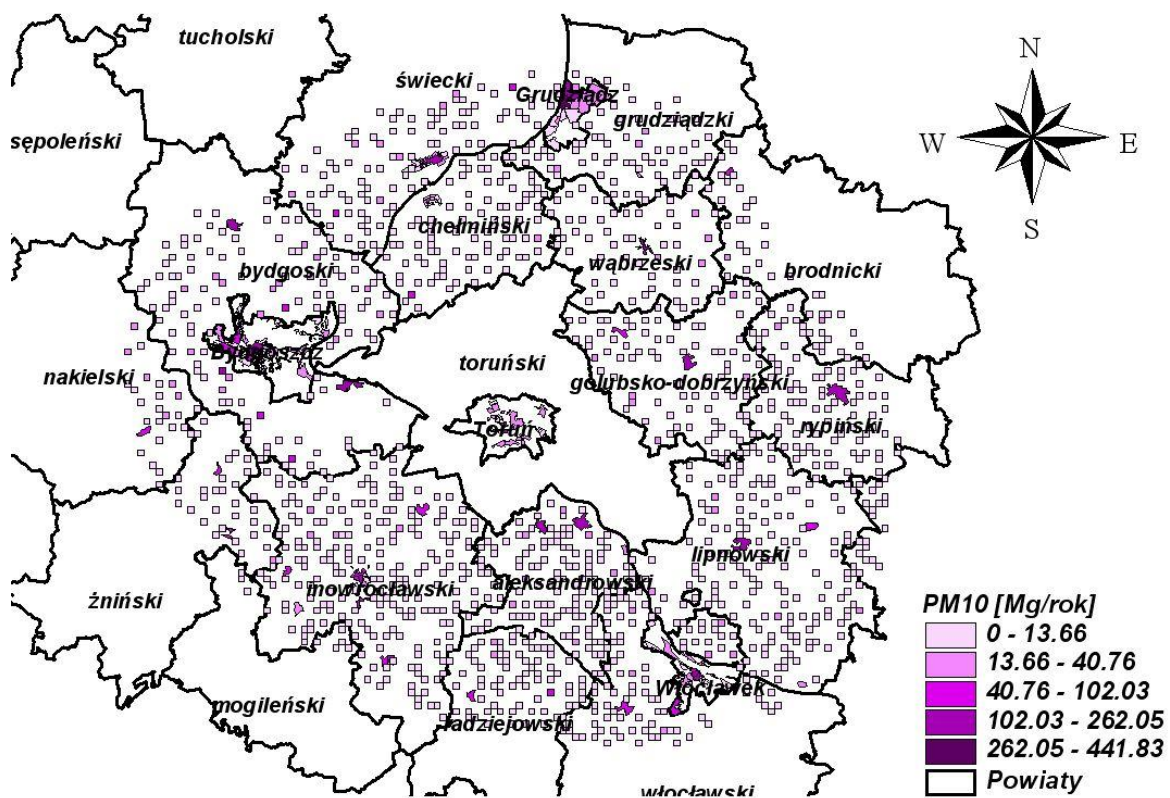 tucholski
świecki
Grudziądz
grudziądzki
sępoleński
N
W
E
S
chełmiński
bydgoski
wąbrzeski
brodnicki
Bydgoszcz
toruński
nakielski
golubsko-dobrzyński
Toruń
rypiński
lipnowski
inowrocławski
aleksandrowski
żniński
Włocławek
mogileński
radziejowski
włocławski
PM10 [Mg/rok]
0 - 13.66
13.66 - 40.76
40.76 - 102.03
102.03 - 262.05
262.05 - 441.83
Powiaty